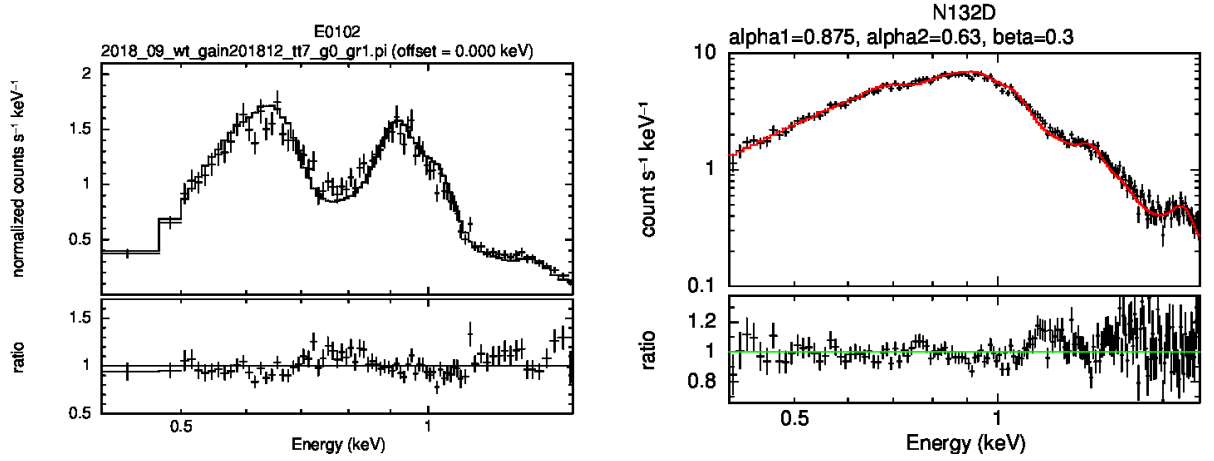 E0102
2018_09_wt_gain201812_tt7_g0_gr1.pi (offset = 0.000 keV)
normalized counts s⁻¹ keV⁻¹
2
1.5
1
0.5
ratio
1.5
1
0.5
0.5
1
Energy (keV)
N132D
alpha1=0.875, alpha2=0.63, beta=0.3
count s⁻¹ keV⁻¹
10
1
0.1
ratio
1.2
1
0.8
0.5
1
Energy (keV)